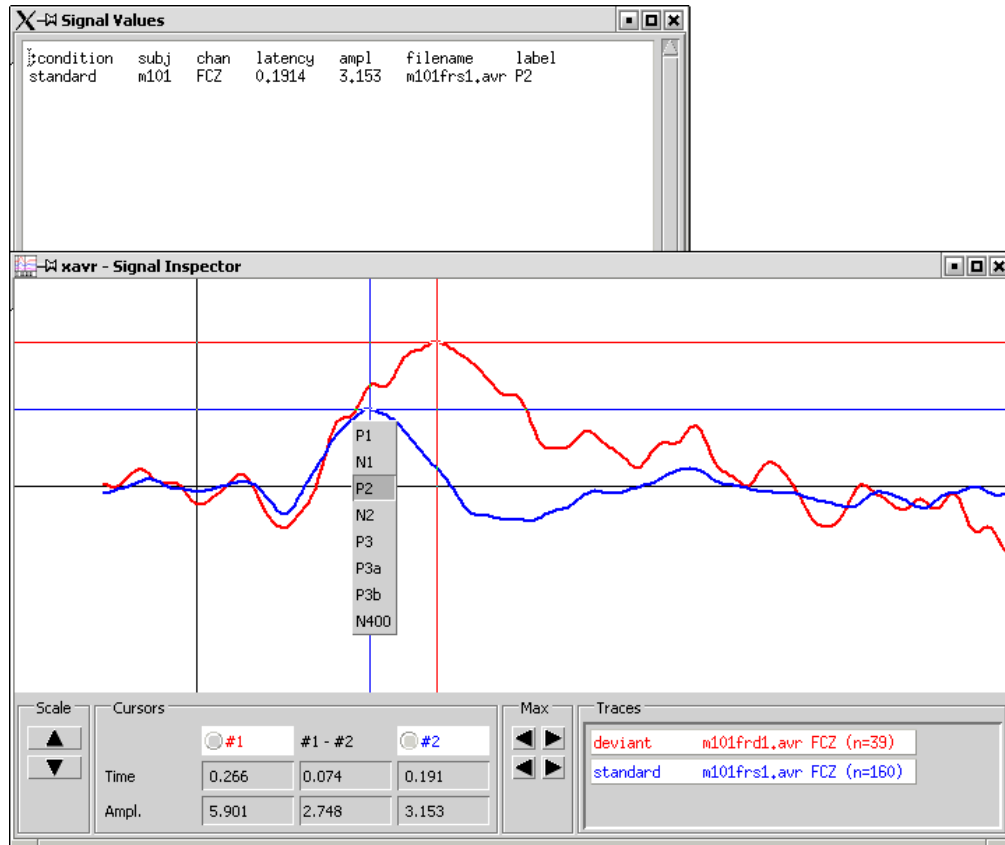 Signal Values
condition subj chan latency ampl filename label
standard m101 FCZ 0.1914 3.153 m101frs1.avr P2
xavr - Signal Inspector
P1
N1
P2
N2
P3
P3a
P3b
N400
Scale Cursors Max Traces
#1 #1 - #2 #2
deviant m101frd1.avr FCZ (n=39)
Time 0.266 0.074 0.191
standard m101frs1.avr FCZ (n=160)
Ampl. 5.901 2.748 3.153